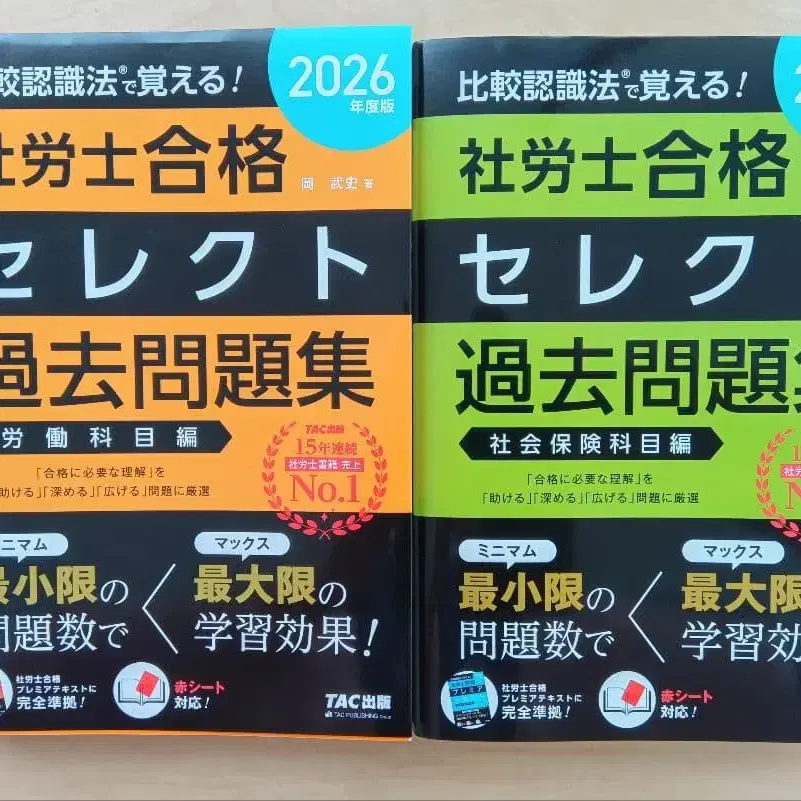 較認識法®で覚える!
2026
年度版
社労士合格
岡 武史 著
セレクト
過去問題集
労働科目編
TAC出版
15年連続
社労士書籍 売上
No.1
「合格に必要な理解」を
「助ける」「深める」「広げる」問題に厳選
ニマム
最小限の
問題数で
マックス
最大限の
学習効果!
社労士合格
プレミアテキストに
完全準拠!
赤シート
対応!
TAC出版
TAC PUBLISHING Group
比較認識法®で覚える!
2
社労士合格
セレク
過去問題集
社会保険科目編
「合格に必要な理解」を
「助ける」「深める」「広げる」問題に厳選
ミニマム
最小限の
問題数で
マックス
最大限
学習効
プレミア
社労士合格
プレミアテキストに
完全準拠!
赤シート
対応!